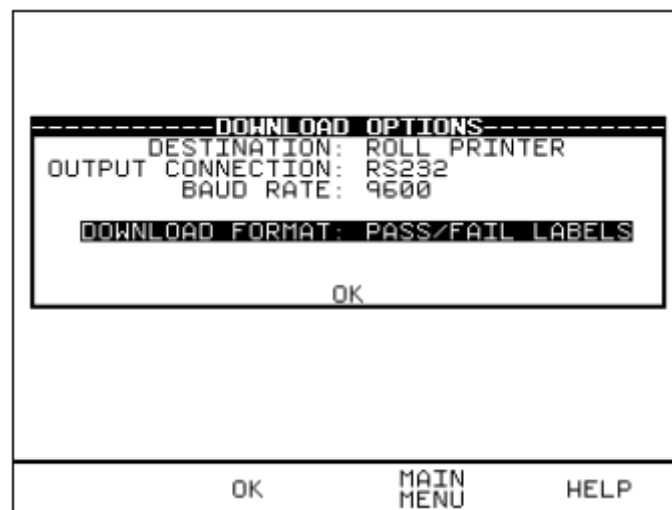 -----------DOWNLOAD OPTIONS-----------
DESTINATION: ROLL PRINTER
OUTPUT CONNECTION: RS232
BAUD RATE: 9600
DOWNLOAD FORMAT: PASS/FAIL LABELS
OK
OK MAIN MENU HELP